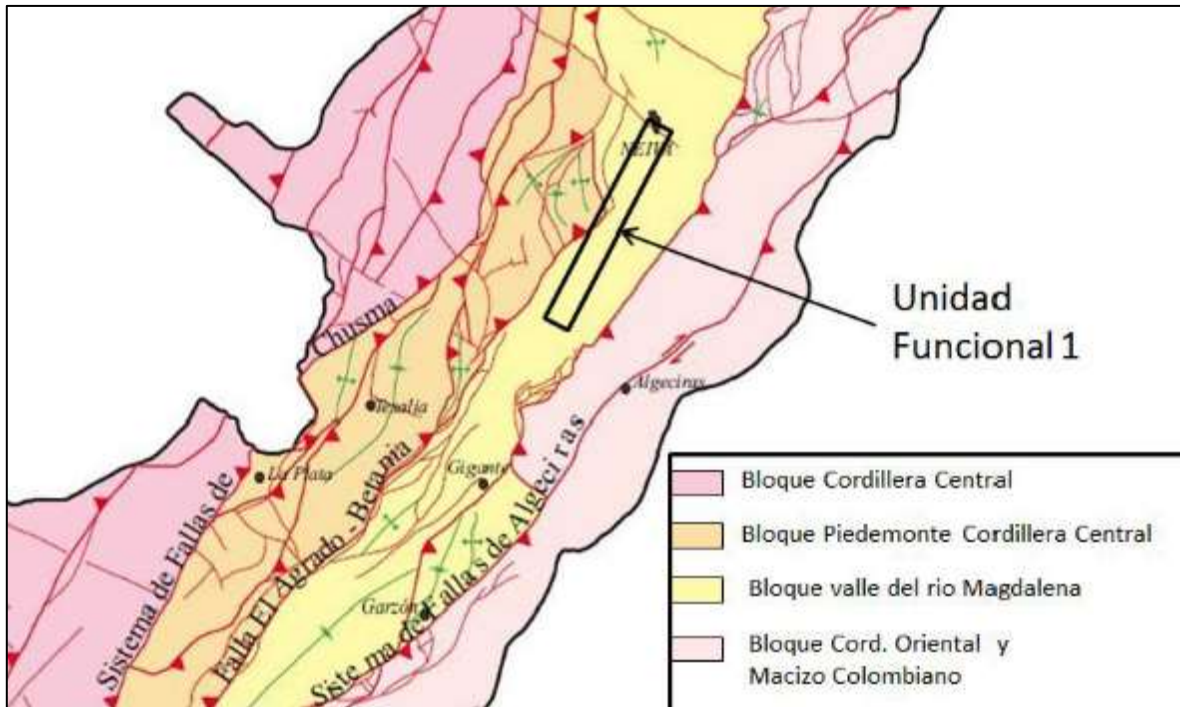 NEIVA
Unidad
Funcional 1
Chusma
Algeciras
Tesalia
La Plata
Gigante
Garzón
Sistema de Fallas de
Falla El Agrado - Betania
Sistema de Fallas de Algeciras
Bloque Cordillera Central
Bloque Piedemonte Cordillera Central
Bloque valle del rio Magdalena
Bloque Cord. Oriental y
Macizo Colombiano